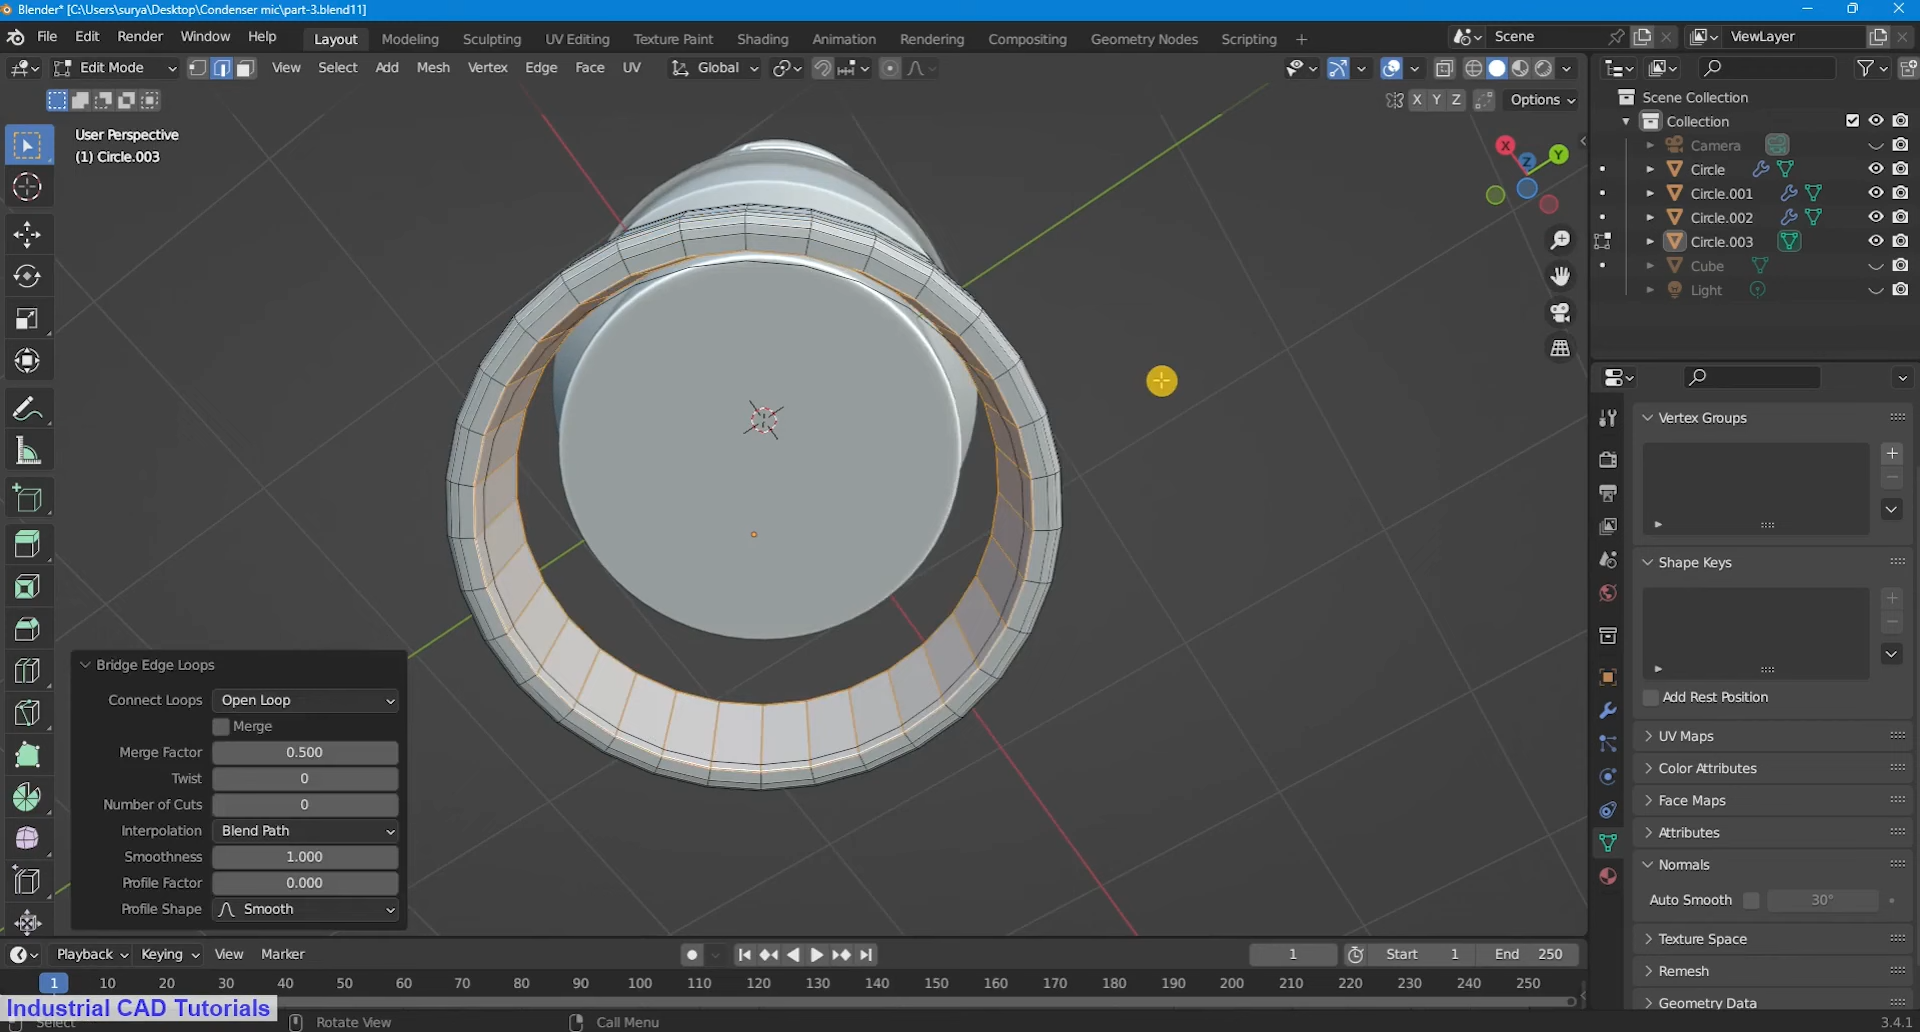 Blender* [C:\Users\surya\Desktop\Condenser mic\part-3.blend11]
File Edit Render Window Help Layout Modeling Sculpting UV Editing Texture Paint Shading Animation Rendering Compositing Geometry Nodes Scripting + Scene ViewLayer
Edit Mode View Select Add Mesh Vertex Edge Face UV Global
X Y Z Options
User Perspective
(1) Circle.003
X Y Z
Scene Collection
Collection
Camera
Circle
Circle.001
Circle.002
Circle.003
Cube
Light
Vertex Groups
Shape Keys
Add Rest Position
UV Maps
Color Attributes
Face Maps
Attributes
Normals
Auto Smooth 30°
Texture Space
Remesh
Geometry Data
Bridge Edge Loops
Connect Loops Open Loop
Merge
Merge Factor 0.500
Twist 0
Number of Cuts 0
Interpolation Blend Path
Smoothness 1.000
Profile Factor 0.000
Profile Shape Smooth
Playback Keying View Marker 1 Start 1 End 250
1 10 20 30 40 50 60 70 80 90 100 110 120 130 140 150 160 170 180 190 200 210 220 230 240 250
Industrial CAD Tutorials
Select Rotate View Call Menu 3.4.1